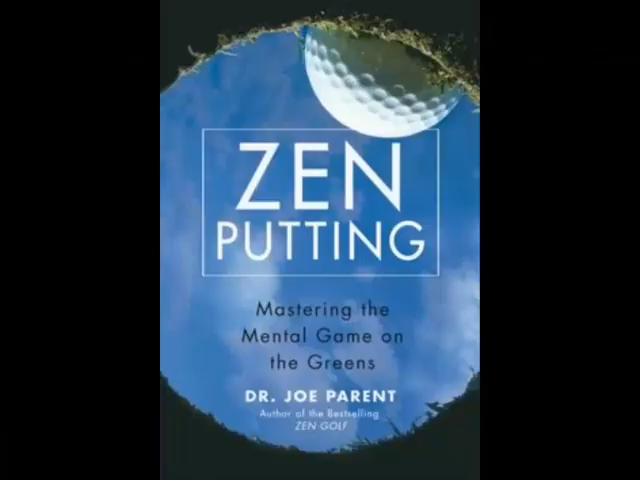 ZEN
PUTTING
Mastering the
Mental Game on
the Greens
DR. JOE PARENT
Author of the Bestselling
ZEN GOLF